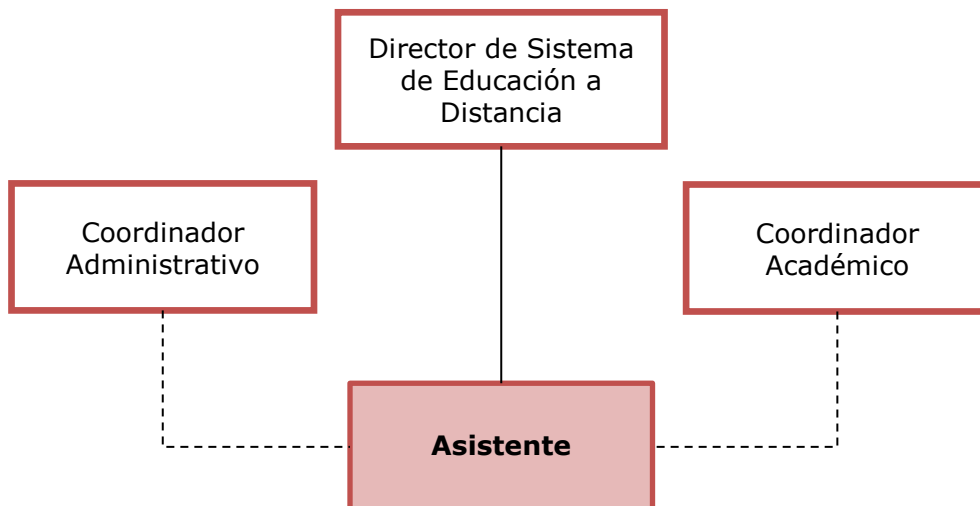 Director de Sistema
de Educación a
Distancia
Coordinador
Administrativo
Coordinador
Académico
Asistente